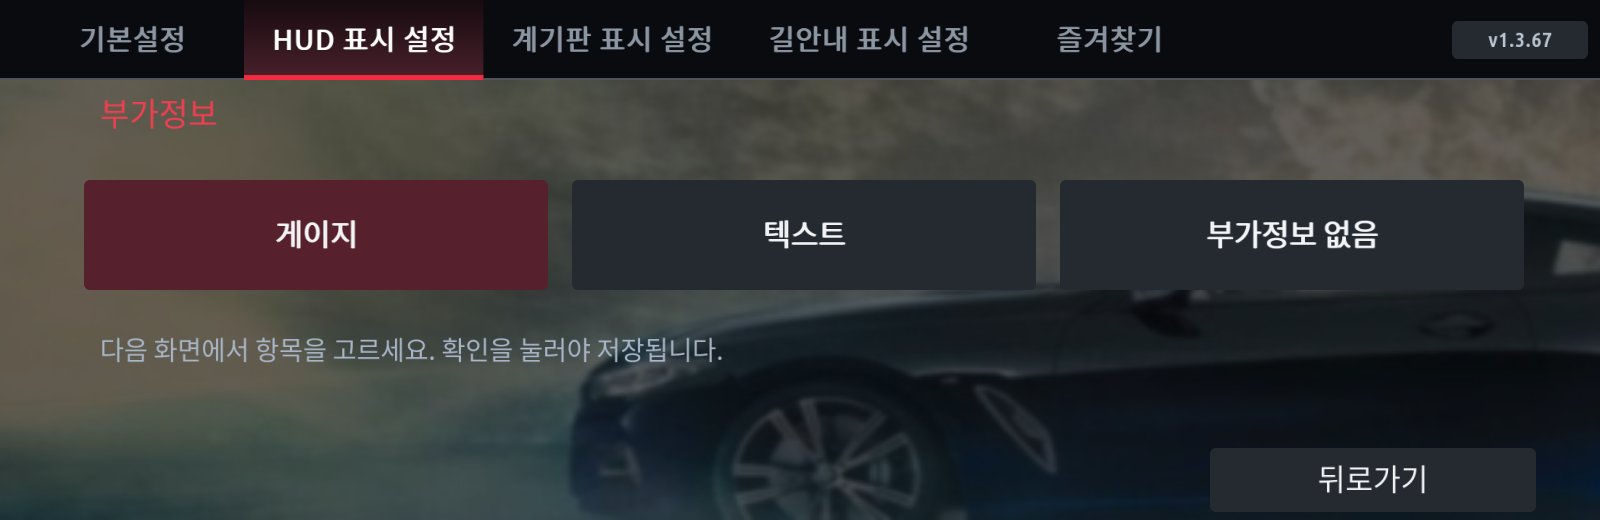 기본설정
HUD 표시 설정
계기판 표시 설정
길안내 표시 설정
즐겨찾기
v1.3.67
부가정보
게이지
텍스트
부가정보 없음
다음 화면에서 항목을 고르세요. 확인을 눌러야 저장됩니다.
뒤로가기